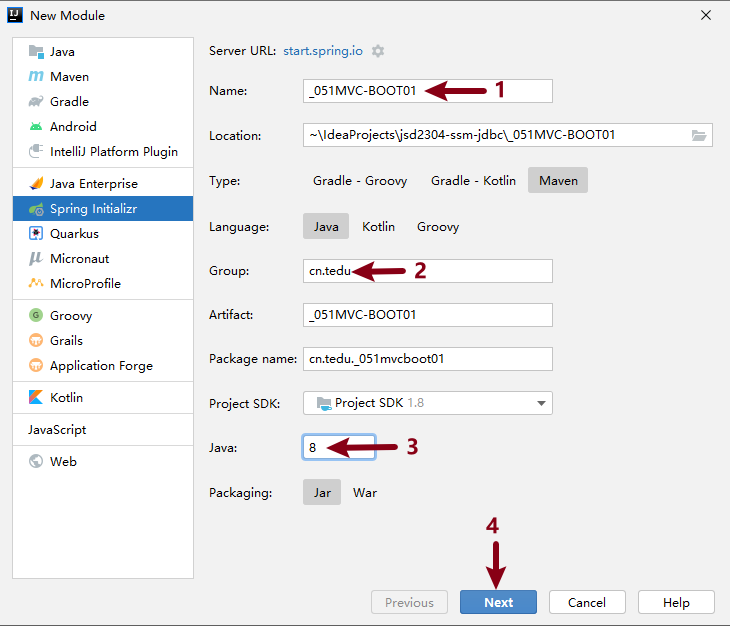 New Module
Java
Maven
Gradle
Android
IntelliJ Platform Plugin
Java Enterprise
Spring Initializr
Quarkus
Micronaut
MicroProfile
Groovy
Grails
Application Forge
Kotlin
JavaScript
Web
Server URL: start.spring.io
Name: _051MVC-BOOT01 1
Location: ~\IdeaProjects\jsd2304-ssm-jdbc\_051MVC-BOOT01
Type: Gradle - Groovy Gradle - Kotlin Maven
Language: Java Kotlin Groovy
Group: cn.tedu 2
Artifact: _051MVC-BOOT01
Package name: cn.tedu._051mvcboot01
Project SDK: Project SDK 1.8
Java: 8 3
Packaging: Jar War
4
Previous Next Cancel Help